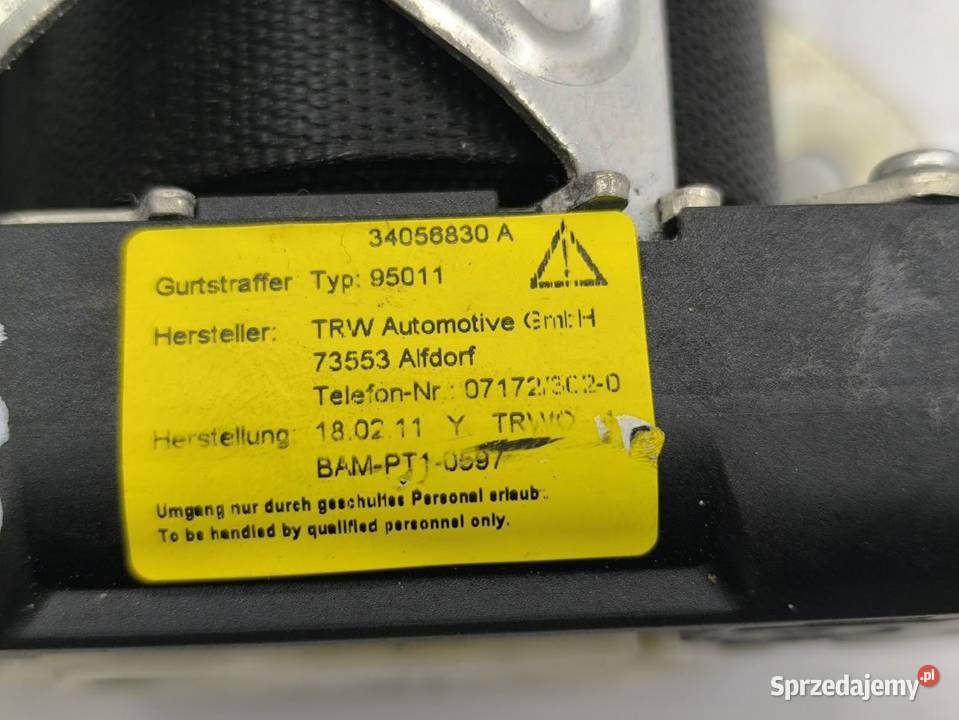 34056830 A
Gurtstraffer Typ: 95011
Hersteller: TRW Automotive GmbH
73553 Alfdorf
Telefon-Nr.: 07172/302-0
Herstellung: 18.02.11 Y TRWO
BAM-PT1-0597
Umgang nur durch geschultes Personal erlaubt.
To be handled by qualified personnel only.
Sprzedajemy.pl